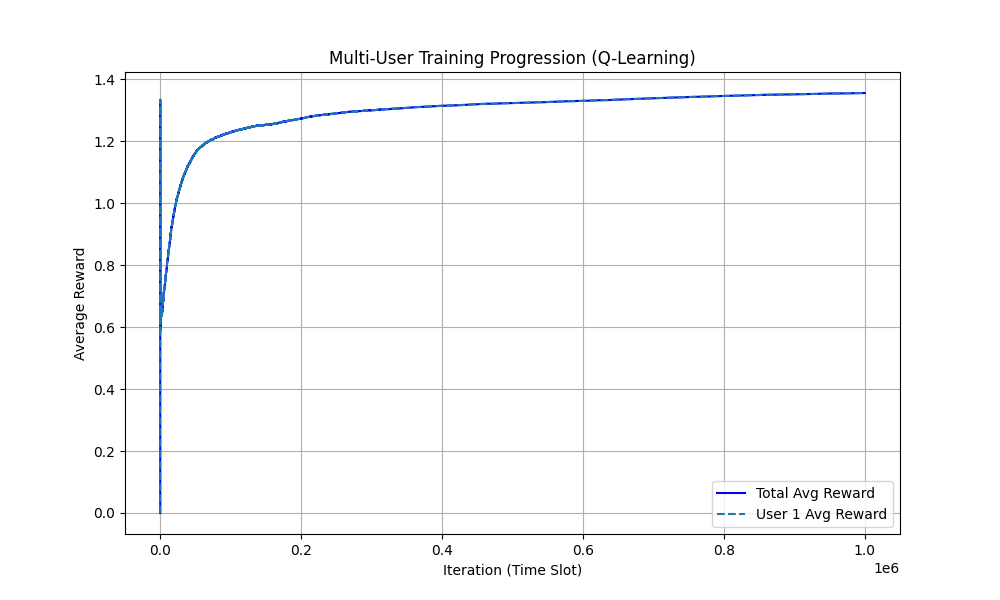 Multi-User Training Progression (Q-Learning)
Average Reward
1.4
1.2
1.0
0.8
0.6
0.4
0.2
0.0
Total Avg Reward
User 1 Avg Reward
0.0 0.2 0.4 0.6 0.8 1.0
1e6
Iteration (Time Slot)